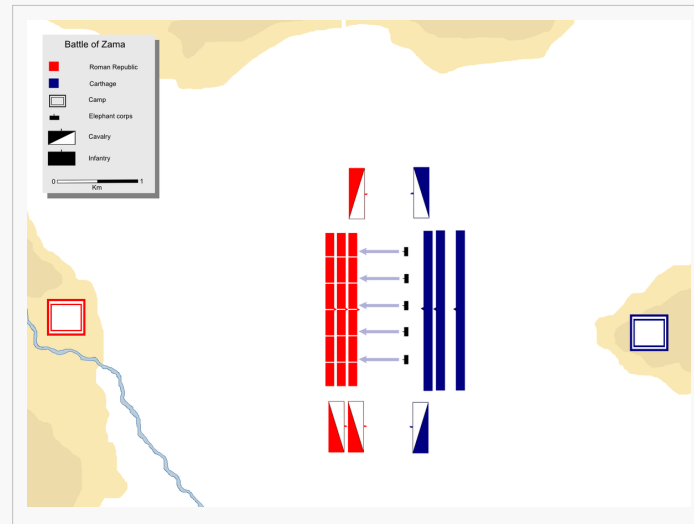 Battle of Zama
Roman Republic
Carthage
Camp
Elephant corps
Cavalry
Infantry
0 1
Km